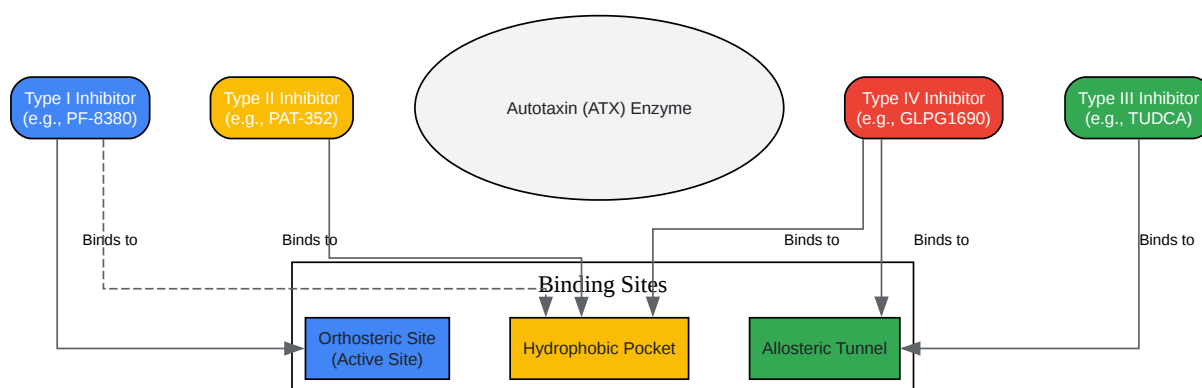 Type I Inhibitor
(e.g., PF-8380)
Type II Inhibitor
(e.g., PAT-352)
Autotaxin (ATX) Enzyme
Type IV Inhibitor
(e.g., GLPG1690)
Type III Inhibitor
(e.g., TUDCA)
Binds to
Binds to
Binds to
Binds to
Binds to
Binding Sites
Orthosteric Site
(Active Site)
Hydrophobic Pocket
Allosteric Tunnel